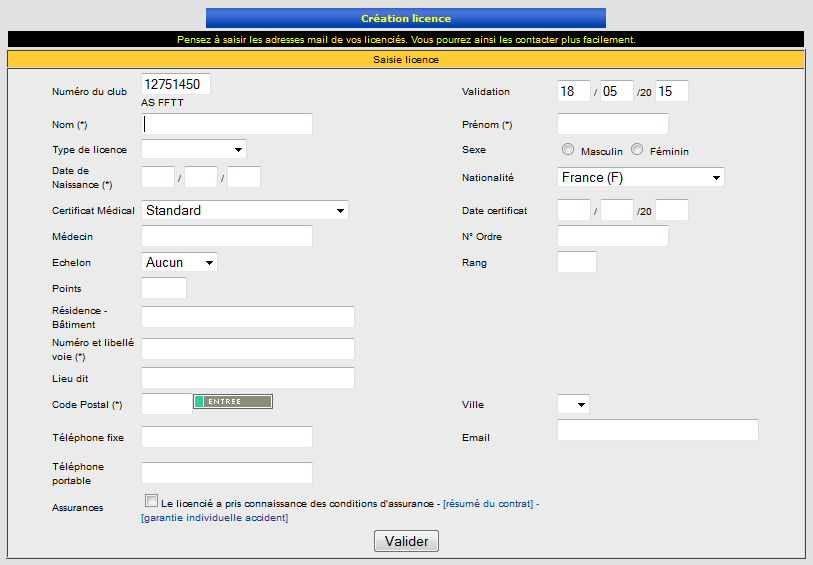 Création licence
Pensez à saisir les adresses mail de vos licenciés. Vous pourrez ainsi les contacter plus facilement.
Saisie licence
Numéro du club 12751450 Validation 18 / 05 /20 15
AS FFTT
Nom (*) Prénom (*)
Type de licence Sexe Masculin Féminin
Date de
Naissance (*) / / Nationalité France (F)
Certificat Médical Standard Date certificat / /20
Médecin N° Ordre
Echelon Aucun Rang
Points
Résidence -
Bâtiment
Numéro et libellé
voie (*)
Lieu dit
Code Postal (*) ENTREE Ville
Téléphone fixe Email
Téléphone
portable
Assurances Le licencié a pris connaissance des conditions d'assurance - [résumé du contrat] -
[garantie individuelle accident]
Valider